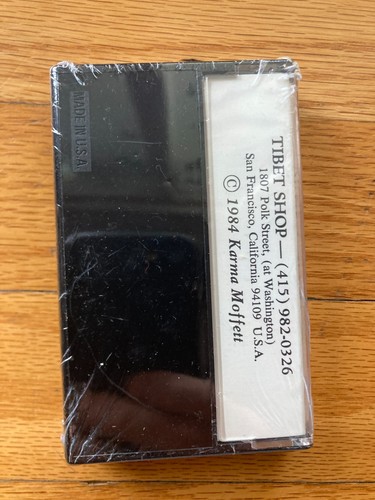 MADE IN U.S.A.
TIBET SHOP — (415) 982-0326
1807 Polk Street, (at Washington)
San Francisco, California 94109 U.S.A.
© 1984 Karma Moffett